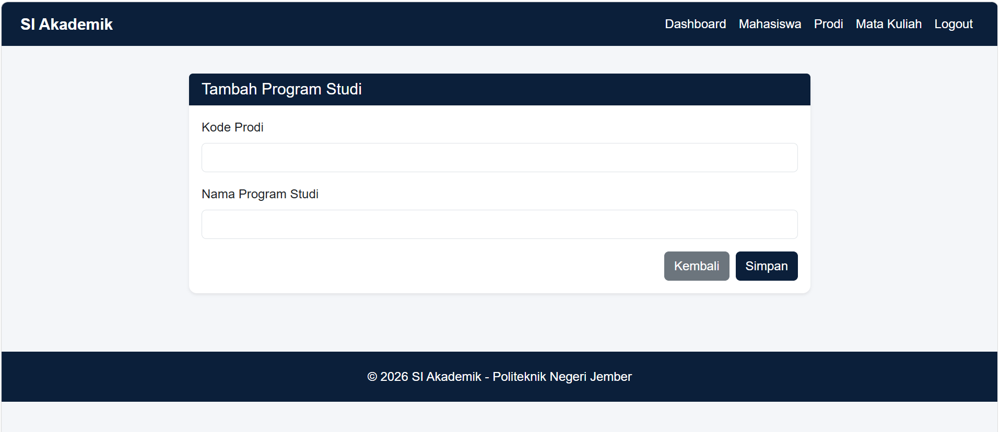 SI Akademik
Dashboard Mahasiswa Prodi Mata Kuliah Logout
Tambah Program Studi
Kode Prodi
Nama Program Studi
Kembali Simpan
© 2026 SI Akademik - Politeknik Negeri Jember